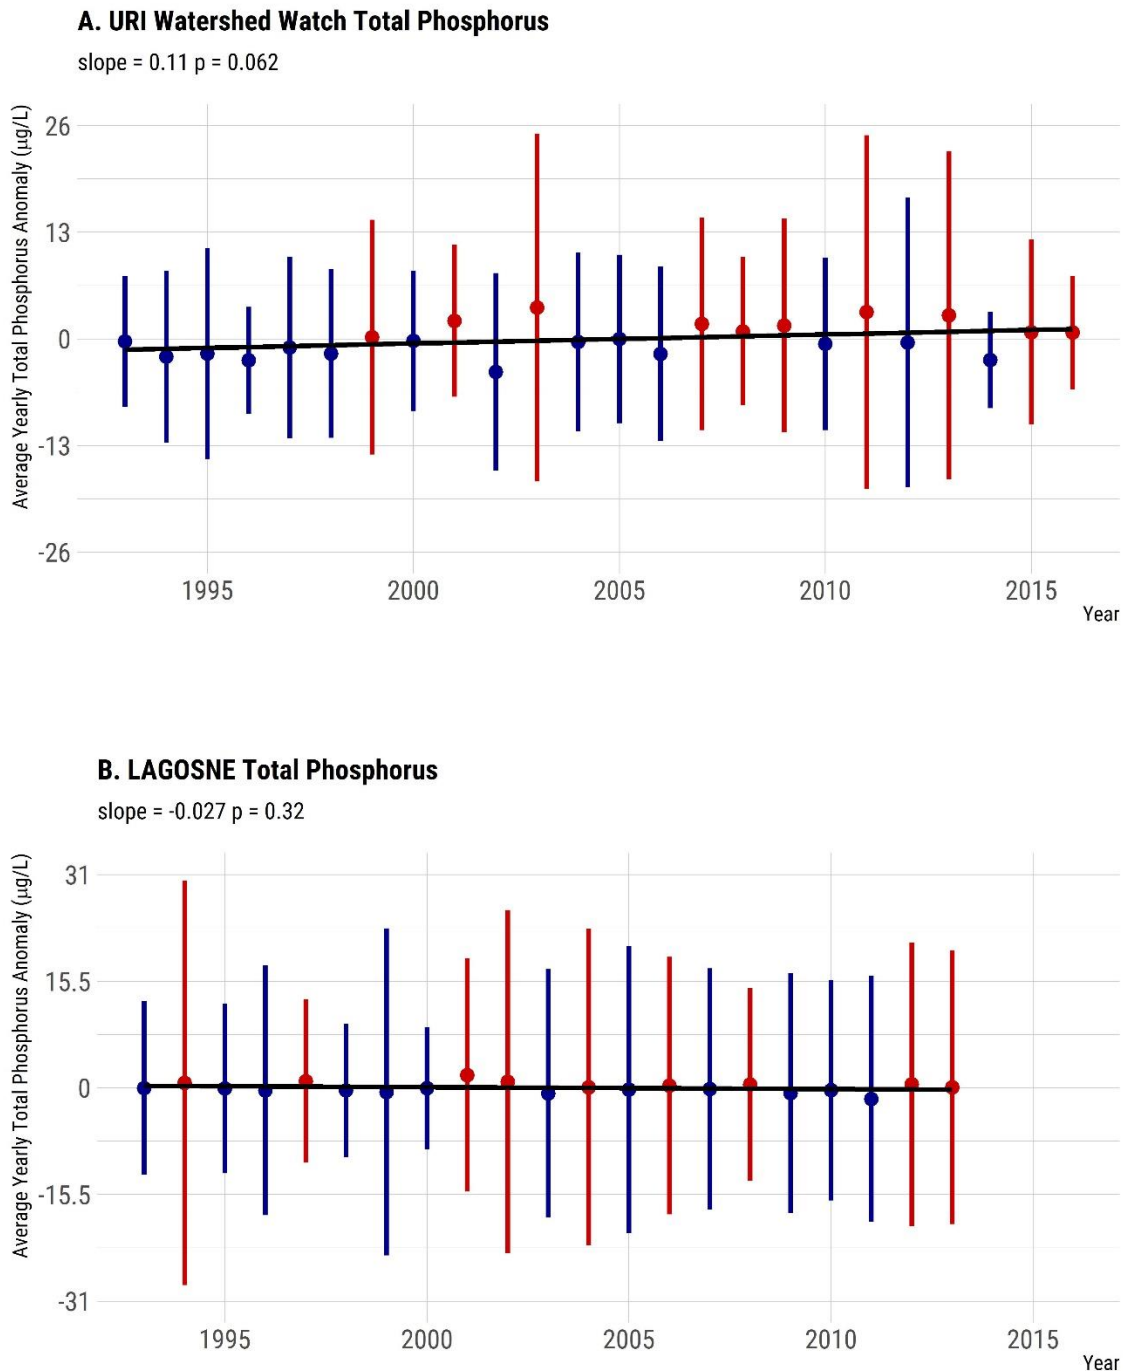 A. URI Watershed Watch Total Phosphorus
slope = 0.11 p = 0.062
Average Yearly Total Phosphorus Anomaly (μg/L)
26
13
0
-13
-26
1995 2000 2005 2010 2015
Year
B. LAGOSNE Total Phosphorus
slope = -0.027 p = 0.32
Average Yearly Total Phosphorus Anomaly (μg/L)
31
15.5
0
-15.5
-31
1995 2000 2005 2010 2015
Year